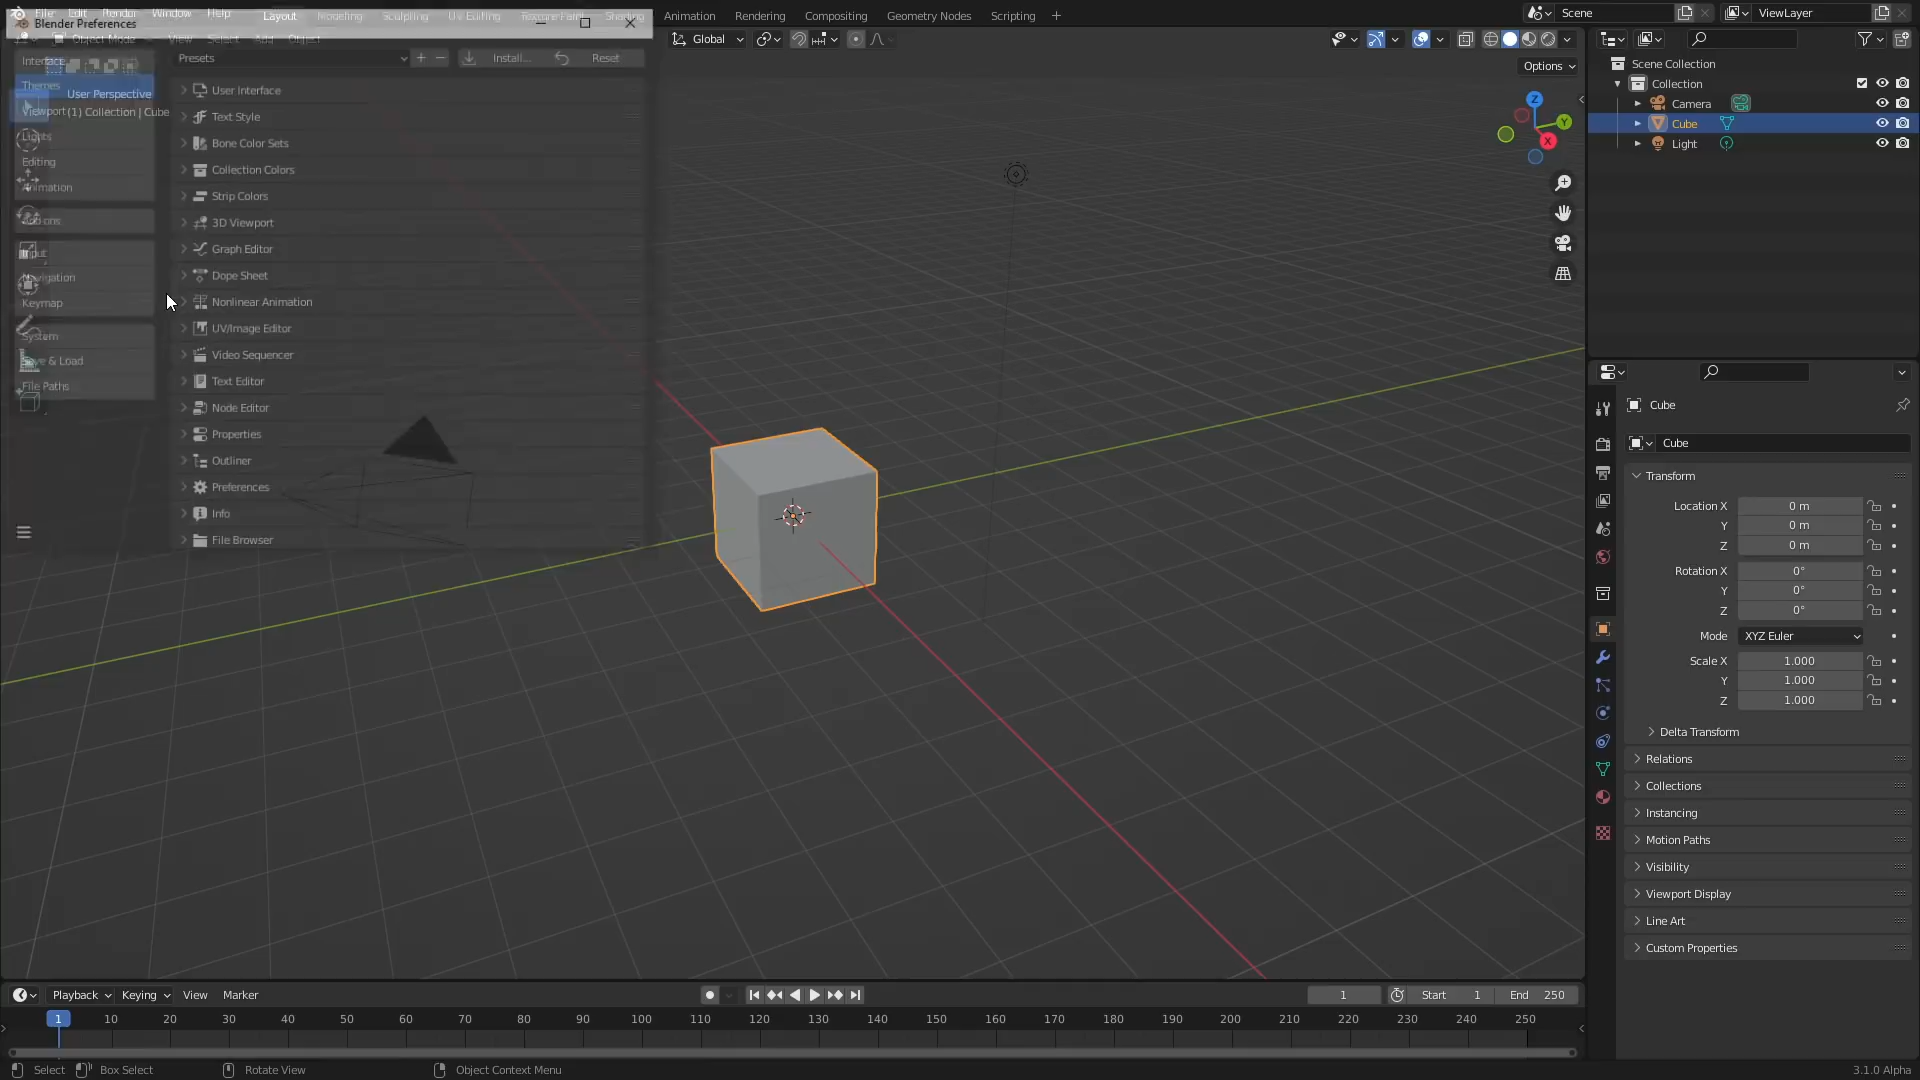 File Edit Render Window Help Layout Modeling Sculpting UV Editing Texture Paint Shading Animation Rendering Compositing Geometry Nodes Scripting Scene ViewLayer
Blender Preferences
Object Mode View Select Add Object Global
Options
Interface
Themes
Viewport
Lights
Editing
Animation
Add-ons
Input
Navigation
Keymap
System
Save & Load
File Paths
User Perspective
(1) Collection | Cube
Presets Install... Reset
User Interface
Text Style
Bone Color Sets
Collection Colors
Strip Colors
3D Viewport
Graph Editor
Dope Sheet
Nonlinear Animation
UV/Image Editor
Video Sequencer
Text Editor
Node Editor
Properties
Outliner
Preferences
Info
File Browser
Z
Y
X
Scene Collection
Collection
Camera
Cube
Light
Cube
Cube
Transform
Location X 0 m
Y 0 m
Z 0 m
Rotation X 0°
Y 0°
Z 0°
Mode XYZ Euler
Scale X 1.000
Y 1.000
Z 1.000
Delta Transform
Relations
Collections
Instancing
Motion Paths
Visibility
Viewport Display
Line Art
Custom Properties
Playback Keying View Marker 1 Start 1 End 250
1 10 20 30 40 50 60 70 80 90 100 110 120 130 140 150 160 170 180 190 200 210 220 230 240 250
Select Box Select Rotate View Object Context Menu 3.1.0 Alpha